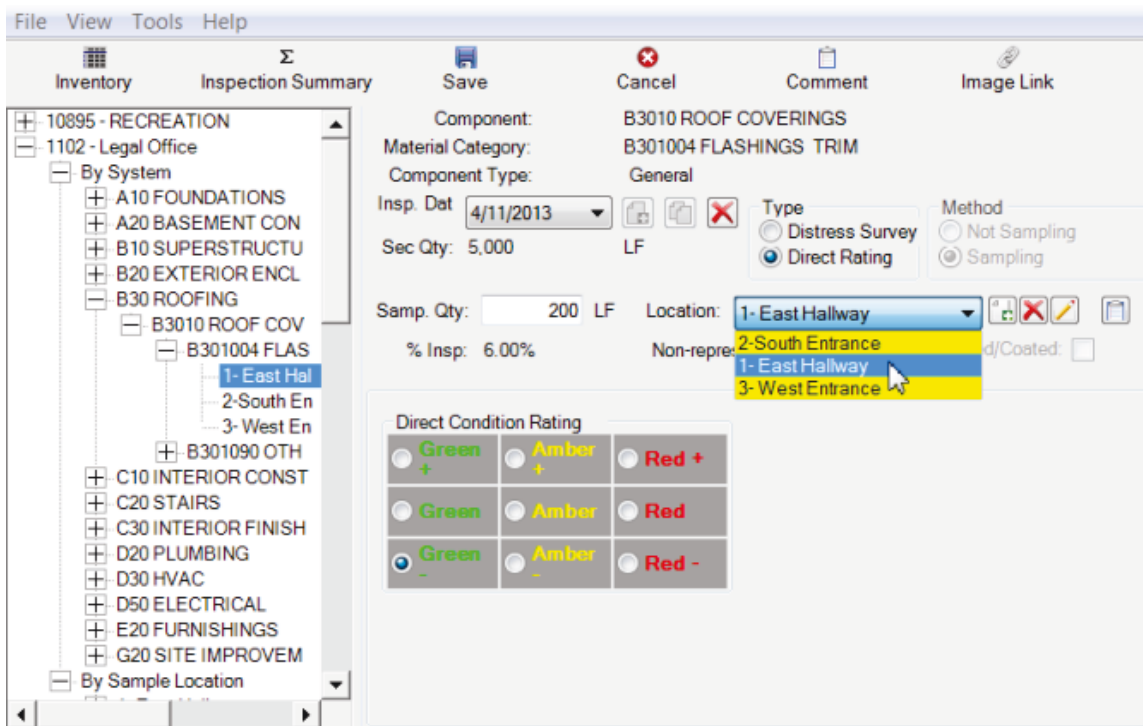 File View Tools Help
Inventory Inspection Summary Save Cancel Comment Image Link
10895 - RECREATION
1102 - Legal Office
By System
A10 FOUNDATIONS
A20 BASEMENT CON
B10 SUPERSTRUCTU
B20 EXTERIOR ENCL
B30 ROOFING
B3010 ROOF COV
B301004 FLAS
1- East Hal
2-South En
3- West En
B301090 OTH
C10 INTERIOR CONST
C20 STAIRS
C30 INTERIOR FINISH
D20 PLUMBING
D30 HVAC
D50 ELECTRICAL
E20 FURNISHINGS
G20 SITE IMPROVEM
By Sample Location
Component: B3010 ROOF COVERINGS
Material Category: B301004 FLASHINGS TRIM
Component Type: General
Insp. Dat 4/11/2013
Sec Qty: 5,000 LF
Type
Distress Survey
Direct Rating
Method
Not Sampling
Sampling
Samp. Qty: 200 LF Location: 1- East Hallway
% Insp: 6.00% Non-repre d/Coated:
2-South Entrance
1- East Hallway
3- West Entrance
Direct Condition Rating
Green + Amber + Red +
Green Amber Red
Green - Amber - Red -